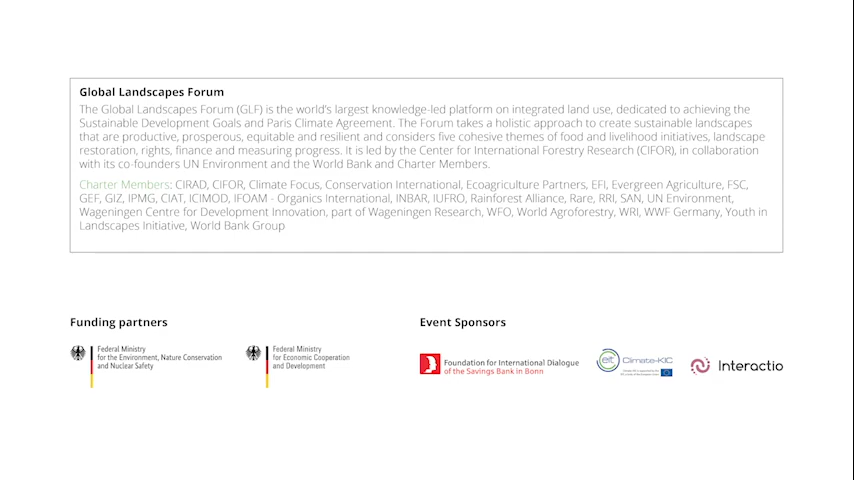 Global Landscapes Forum
The Global Landscapes Forum (GLF) is the world's largest knowledge-led platform on integrated land use, dedicated to achieving the
Sustainable Development Goals and Paris Climate Agreement. The Forum takes a holistic approach to create sustainable landscapes
that are productive, prosperous, equitable and resilient and considers five cohesive themes of food and livelihood initiatives, landscape
restoration, rights, finance and measuring progress. It is led by the Center for International Forestry Research (CIFOR), in collaboration
with its co-founders UN Environment and the World Bank and Charter Members.
Charter Members: CIRAD, CIFOR, Climate Focus, Conservation International, Ecoagriculture Partners, EFI, Evergreen Agriculture, FSC,
GEF, GIZ, IPMG, CIAT, ICIMOD, IFOAM - Organics International, INBAR, IUFRO, Rainforest Alliance, Rare, RRI, SAN, UN Environment,
Wageningen Centre for Development Innovation, part of Wageningen Research, WFO, World Agroforestry, WRI, WWF Germany, Youth in
Landscapes Initiative, World Bank Group
Funding partners
Event Sponsors
Federal Ministry
for the Environment, Nature Conservation
and Nuclear Safety
Federal Ministry
for Economic Cooperation
and Development
Foundation for International Dialogue
of the Savings Bank in Bonn
eit Climate-KIC
Interactio